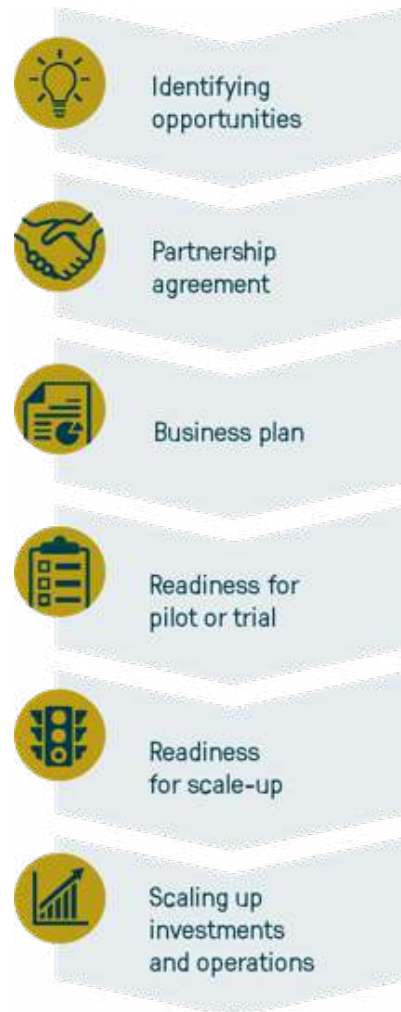 Identifying
opportunities
Partnership
agreement
Business plan
Readiness for
pilot or trial
Readiness
for scale-up
Scaling up
investments
and operations